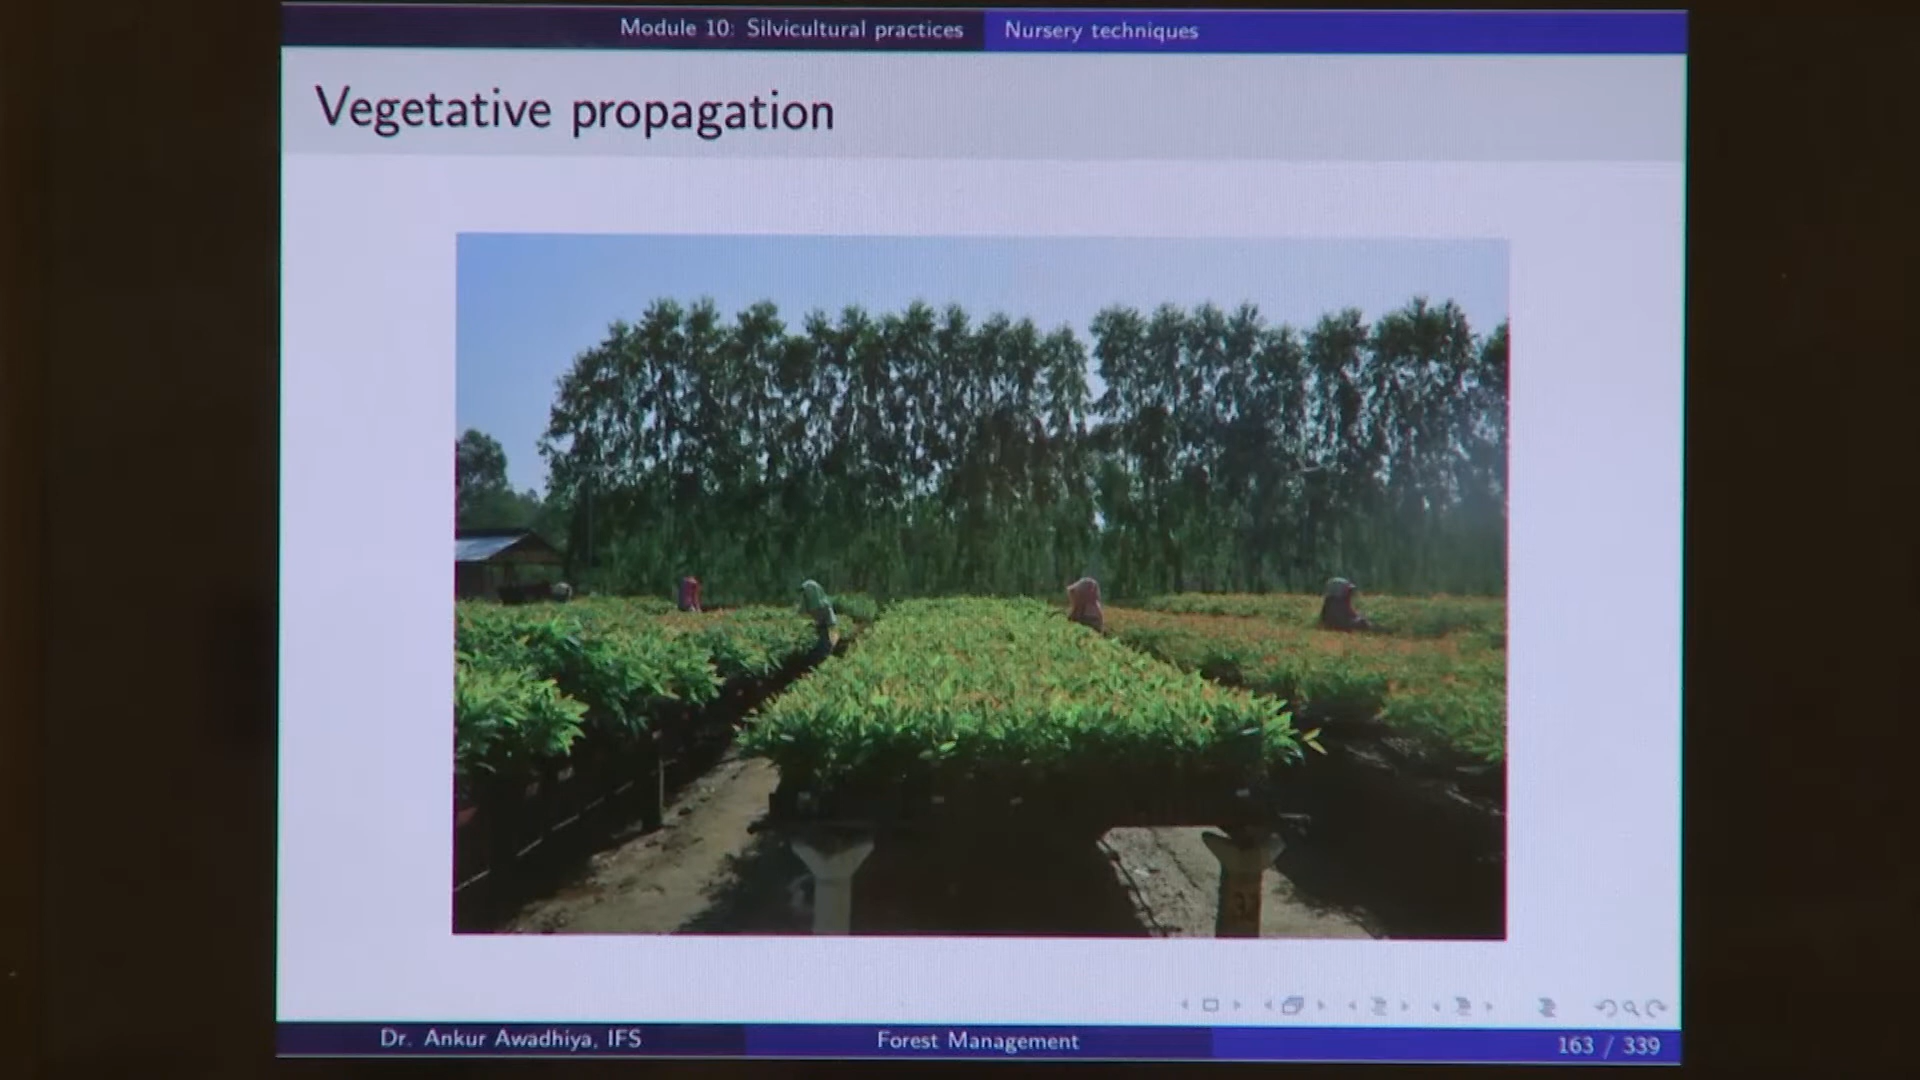 Module 10: Silvicultural practices Nursery techniques
Vegetative propagation
Dr. Ankur Awadhiya, IFS Forest Management 163 / 339